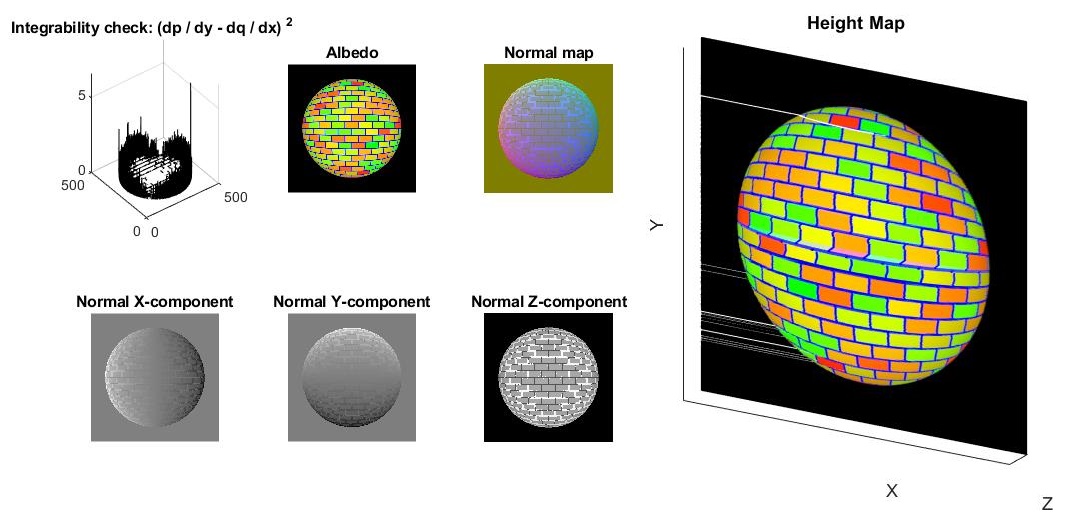 Integrability check: (dp / dy - dq / dx) 2
Albedo
Normal map
Height Map
5
0
500
500
0 0
Y
Normal X-component
Normal Y-component
Normal Z-component
X
Z